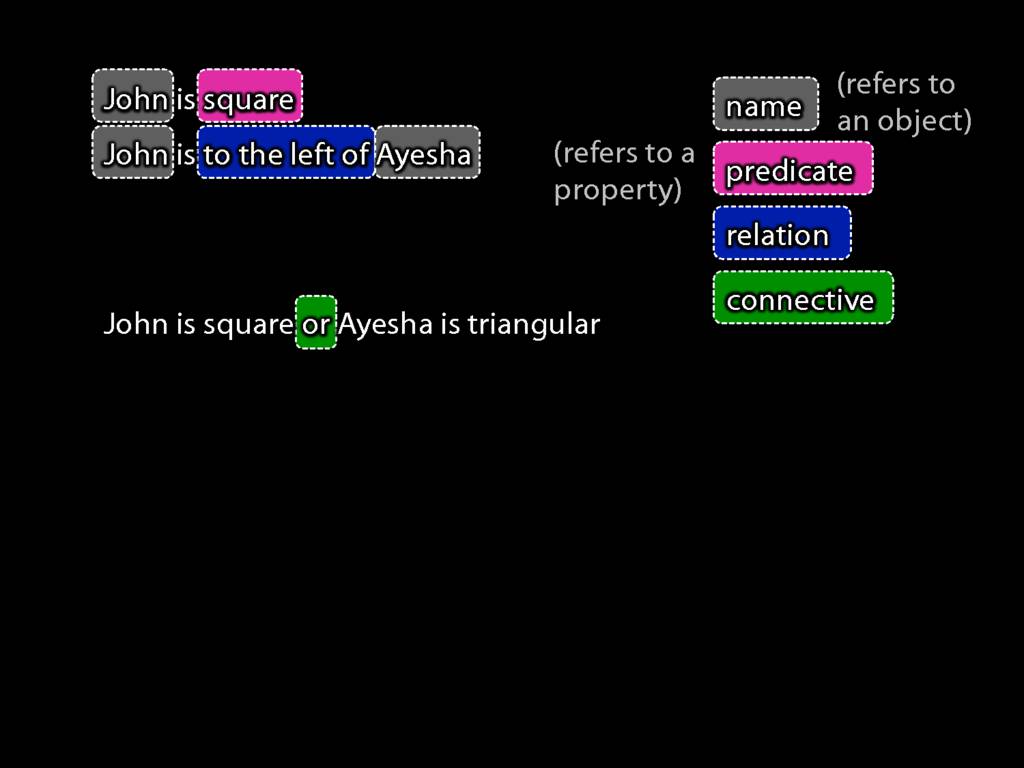 John is square
John is to the left of Ayesha
John is square or Ayesha is triangular
name
(refers to
an object)
(refers to a
property)
predicate
relation
connective